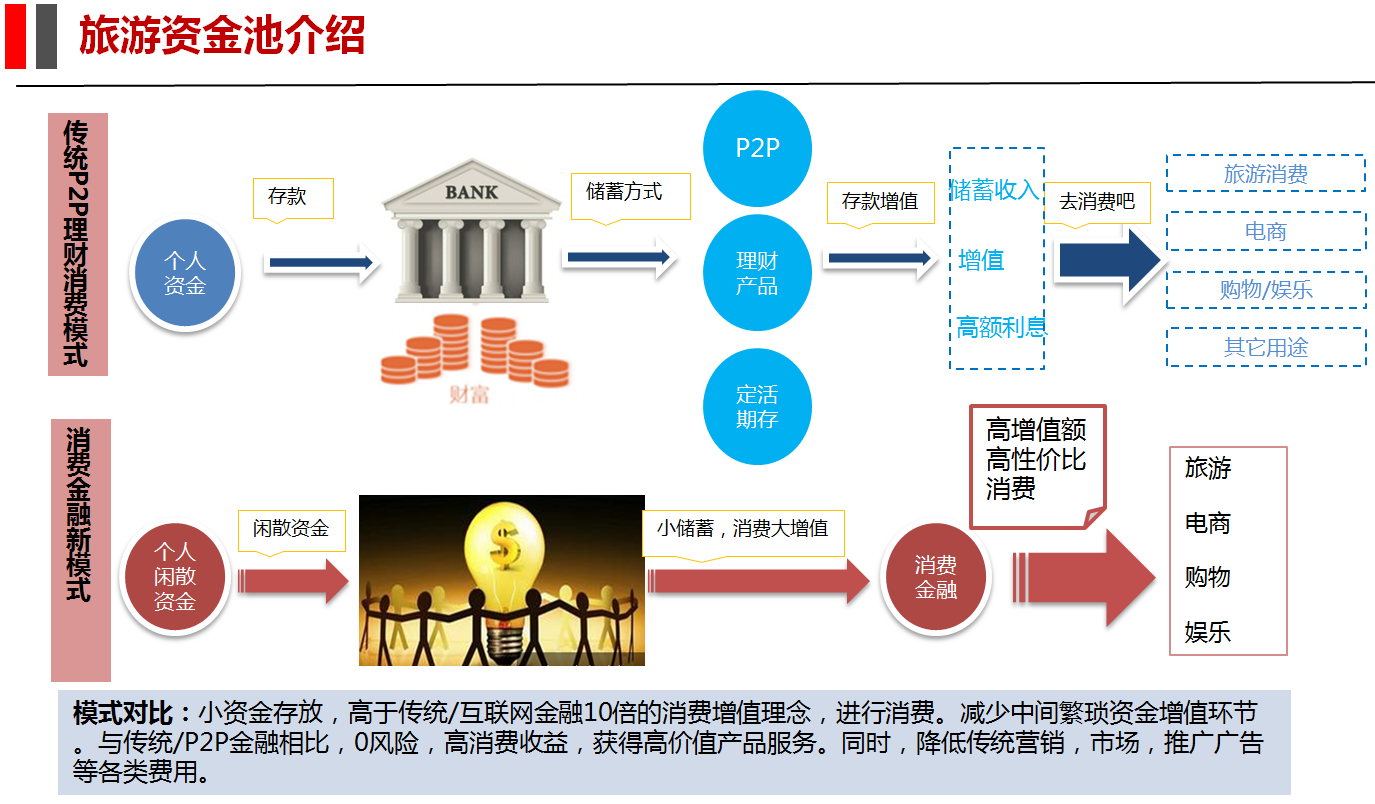 旅游资金池介绍
传统P2P理财消费模式
个人
资金
存款
BANK
财富
储蓄方式
P2P
理财
产品
定活
期存
存款增值
储蓄收入
增值
高额利息
去消费吧
旅游消费
电商
购物/娱乐
其它用途
消费金融新模式
个人
闲散
资金
闲散资金
$
小储蓄，消费大增值
消费
金融
高增值额
高性价比
消费
旅游
电商
购物
娱乐
模式对比：小资金存放，高于传统/互联网金融10倍的消费增值理念，进行消费。减少中间繁琐资金增值环节
。与传统/P2P金融相比，0风险，高消费收益，获得高价值产品服务。同时，降低传统营销，市场，推广广告
等各类费用。